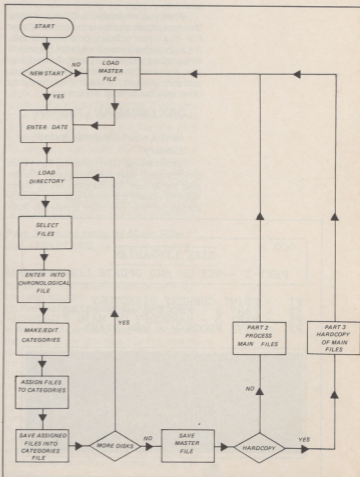 START
NEW START
NO
LOAD
MASTER
FILE
YES
ENTER DATE
LOAD
DIRECTORY
SELECT
FILES
ENTER INTO
CHRONOLOGICAL
FILE
MAKE/EDIT
CATEGORIES
ASSIGN FILES
TO CATEGORIES
SAVE ASSIGNED
FILES INTO
CATEGORIES
FILE
MORE DISKS
YES
NO
SAVE
MASTER
FILE
HARDCOPY
NO
YES
PART 2
PROCESS
MAIN FILES
PART 3
HARDCOPY
OF MAIN
FILES